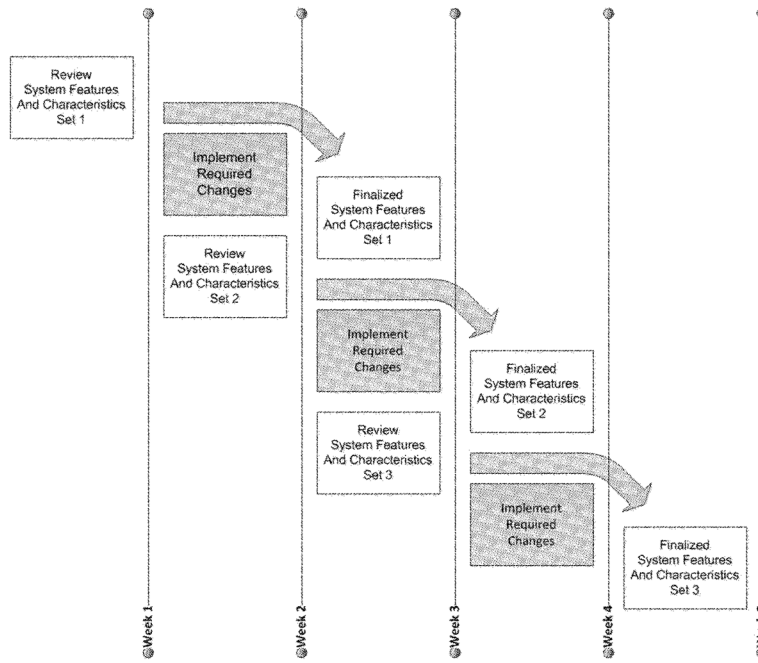 Review
System Features
And Characteristics
Set 1
Implement
Required
Changes
Finalized
System Features
And Characteristics
Set 1
Review
System Features
And Characteristics
Set 2
Implement
Required
Changes
Finalized
System Features
And Characteristics
Set 2
Review
System Features
And Characteristics
Set 3
Implement
Required
Changes
Finalized
System Features
And Characteristics
Set 3
Week 1
Week 2
Week 3
Week 4